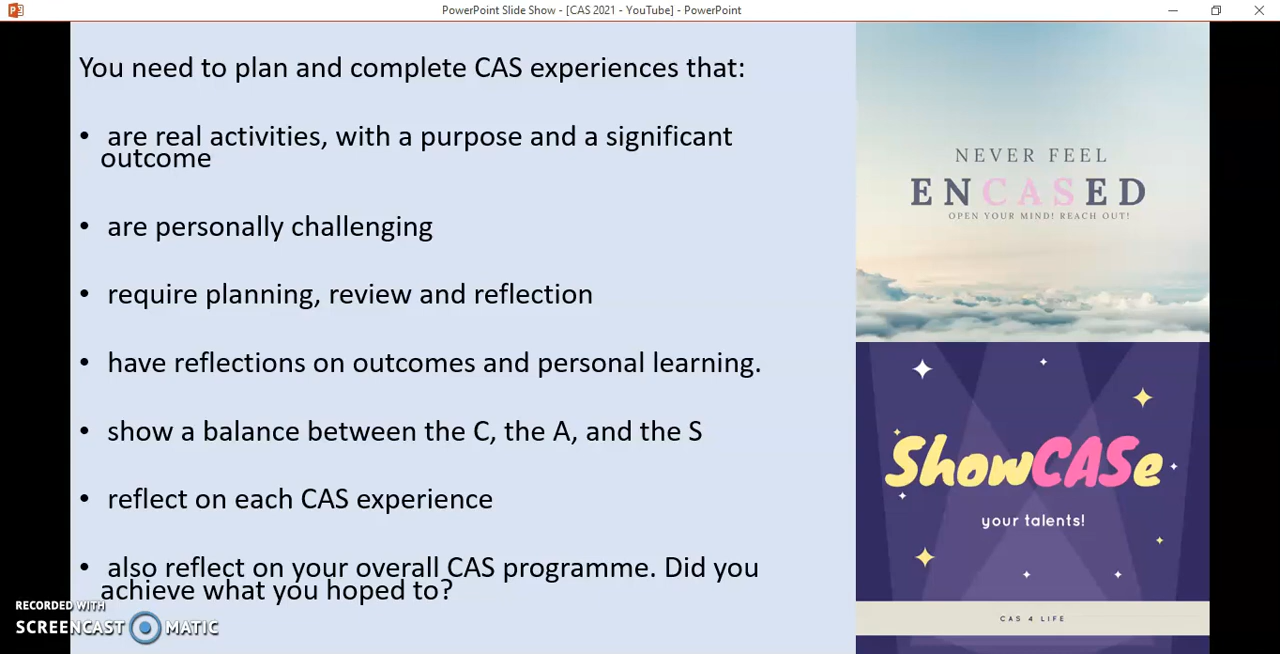 PowerPoint Slide Show - [CAS 2021 - YouTube] - PowerPoint
You need to plan and complete CAS experiences that:
• are real activities, with a purpose and a significant
outcome
• are personally challenging
• require planning, review and reflection
• have reflections on outcomes and personal learning.
• show a balance between the C, the A, and the S
• reflect on each CAS experience
• also reflect on your overall CAS programme. Did you
achieve what you hoped to?
NEVER FEEL
ENCASED
OPEN YOUR MIND! REACH OUT!
ShowCASe
your talents!
CAS 4 LIFE
RECORDED WITH
SCREENCAST MATIC